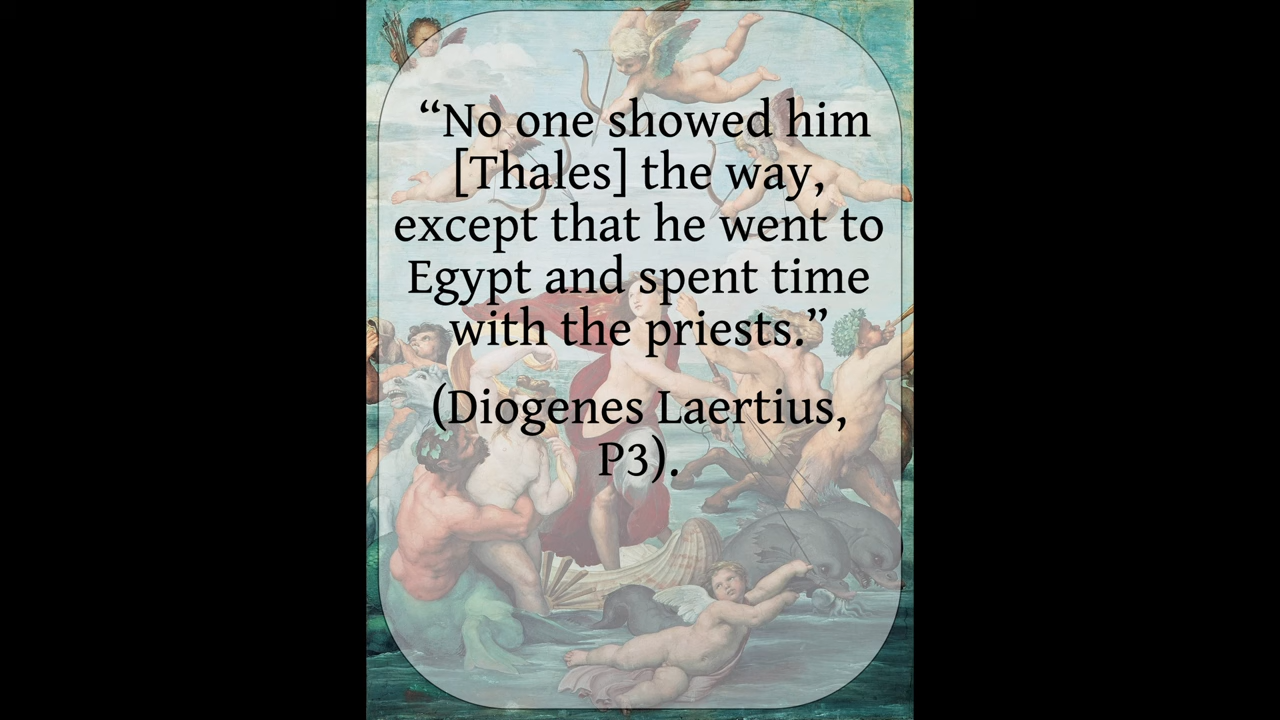 “No one showed him
[Thales] the way,
except that he went to
Egypt and spent time
with the priests.”
(Diogenes Laertius,
P3).